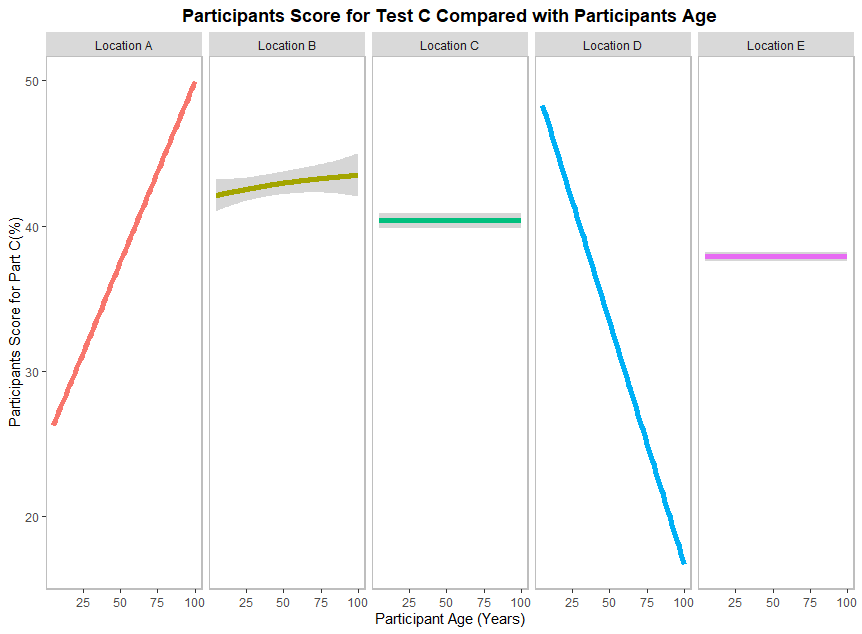 Participants Score for Test C Compared with Participants Age
Location A Location B Location C Location D Location E
Participants Score for Part C(%)
50
40
30
20
25 50 75 100 25 50 75 100 25 50 75 100 25 50 75 100 25 50 75 100
Participant Age (Years)